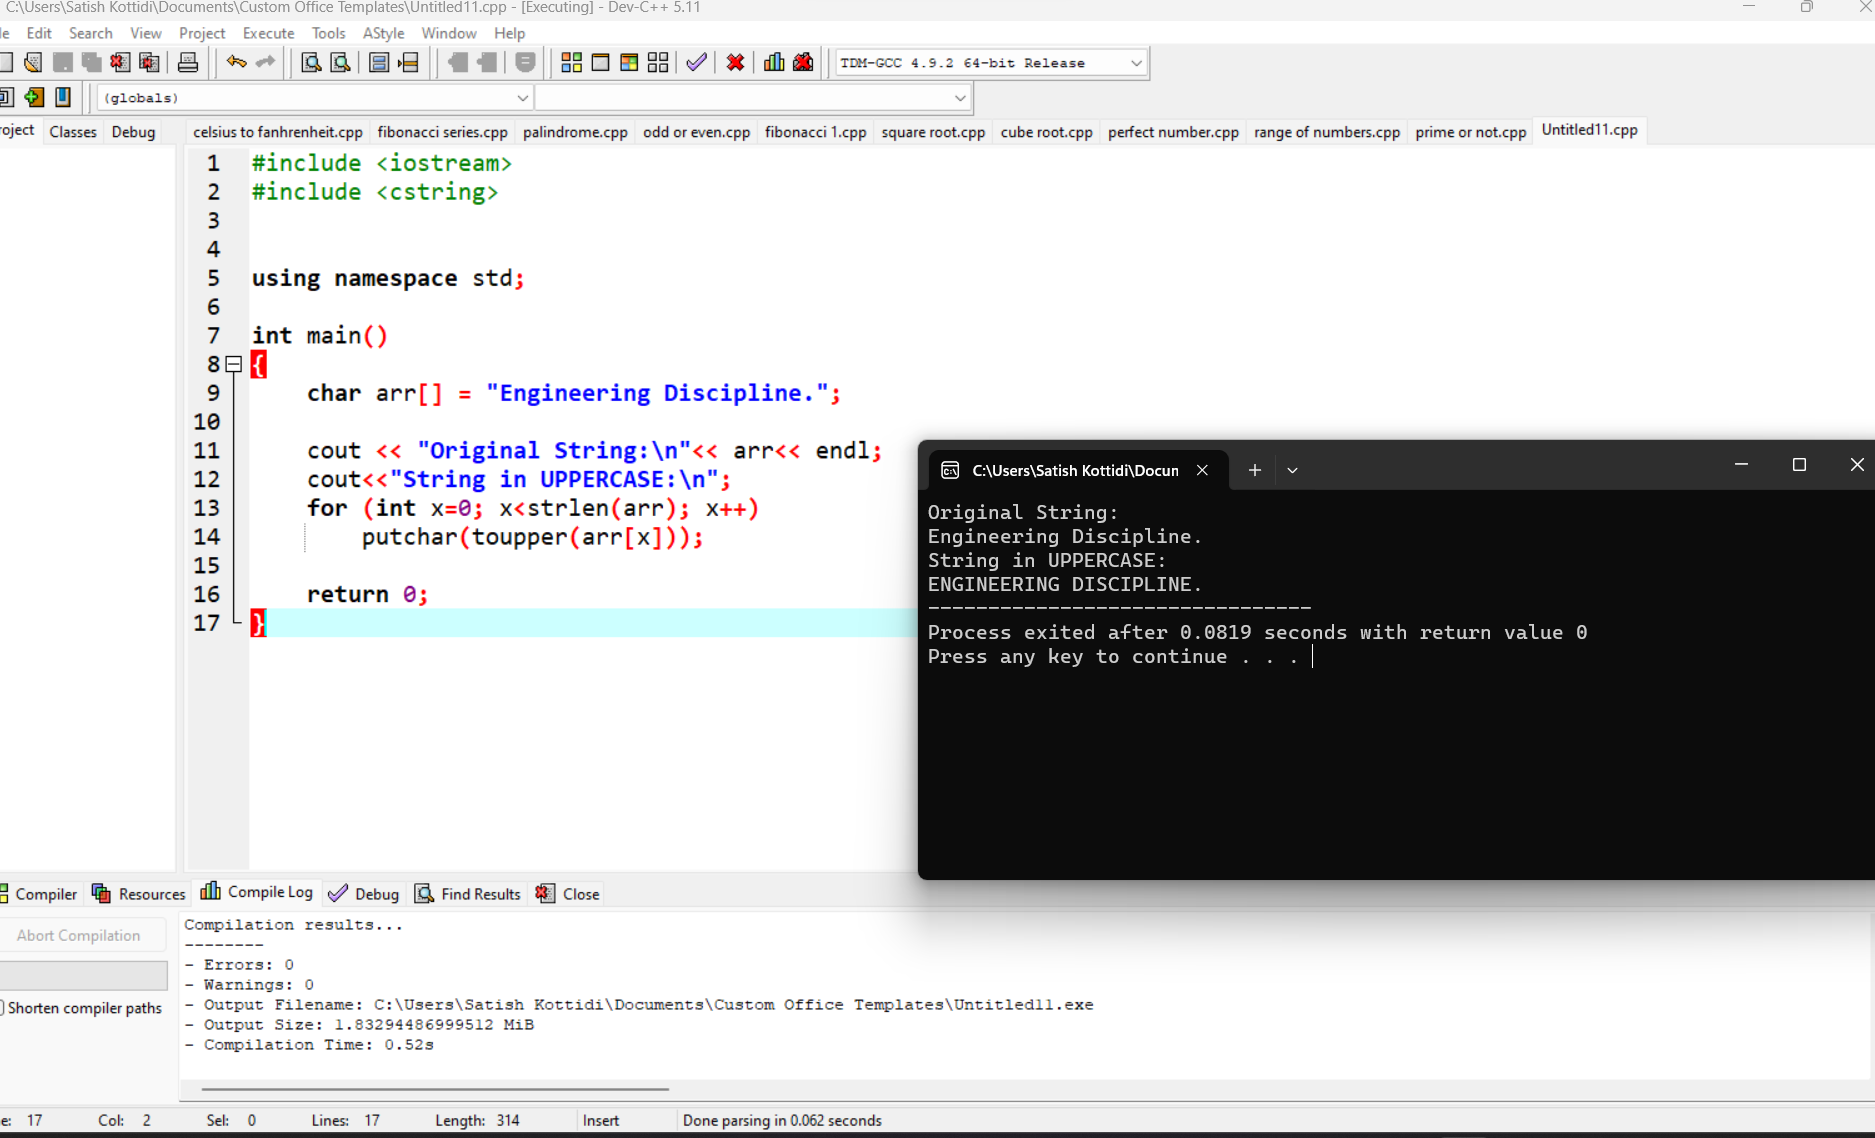 C:\Users\Satish Kottidi\Documents\Custom Office Templates\Untitled11.cpp - [Executing] - Dev-C++ 5.11
le Edit Search View Project Execute Tools AStyle Window Help
TDM-GCC 4.9.2 64-bit Release
(globals)
roject Classes Debug celsius to fanhrenheit.cpp fibonacci series.cpp palindrome.cpp odd or even.cpp fibonacci 1.cpp square root.cpp cube root.cpp perfect number.cpp range of numbers.cpp prime or not.cpp Untitled11.cpp
1 #include <iostream>
2 #include <cstring>
3
4
5 using namespace std;
6
7 int main()
8 {
9 char arr[] = "Engineering Discipline.";
10
11 cout << "Original String:\n"<< arr<< endl;
12 cout<<"String in UPPERCASE:\n";
13 for (int x=0; x<strlen(arr); x++)
14 putchar(toupper(arr[x]));
15
16 return 0;
17 }
C:\Users\Satish Kottidi\Docun
Original String:
Engineering Discipline.
String in UPPERCASE:
ENGINEERING DISCIPLINE.
--------------------------------
Process exited after 0.0819 seconds with return value 0
Press any key to continue . . .
Compiler Resources Compile Log Debug Find Results Close
Abort Compilation
Shorten compiler paths
Compilation results...
--------
- Errors: 0
- Warnings: 0
- Output Filename: C:\Users\Satish Kottidi\Documents\Custom Office Templates\Untitled11.exe
- Output Size: 1.83294486999512 MiB
- Compilation Time: 0.52s
e: 17 Col: 2 Sel: 0 Lines: 17 Length: 314 Insert Done parsing in 0.062 seconds